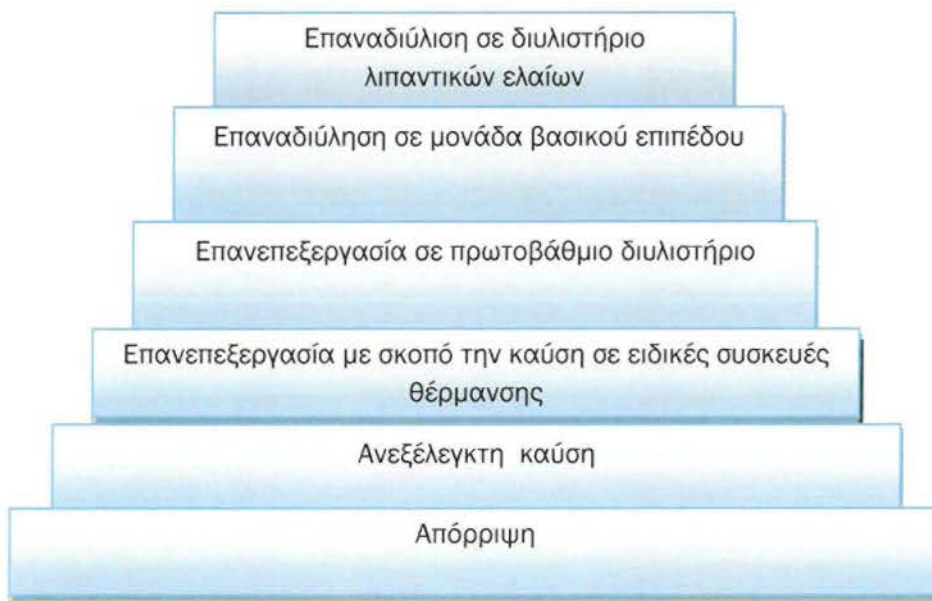 Επαναδιύλιση σε διυλιστήριο
λιπαντικών ελαίων
Επαναδιύληση σε μονάδα βασικού επιπέδου
Επανεπεξεργασία σε πρωτοβάθμιο διυλιστήριο
Επανεπεξεργασία με σκοπό την καύση σε ειδικές συσκευές
θέρμανσης
Ανεξέλεγκτη καύση
Απόρριψη